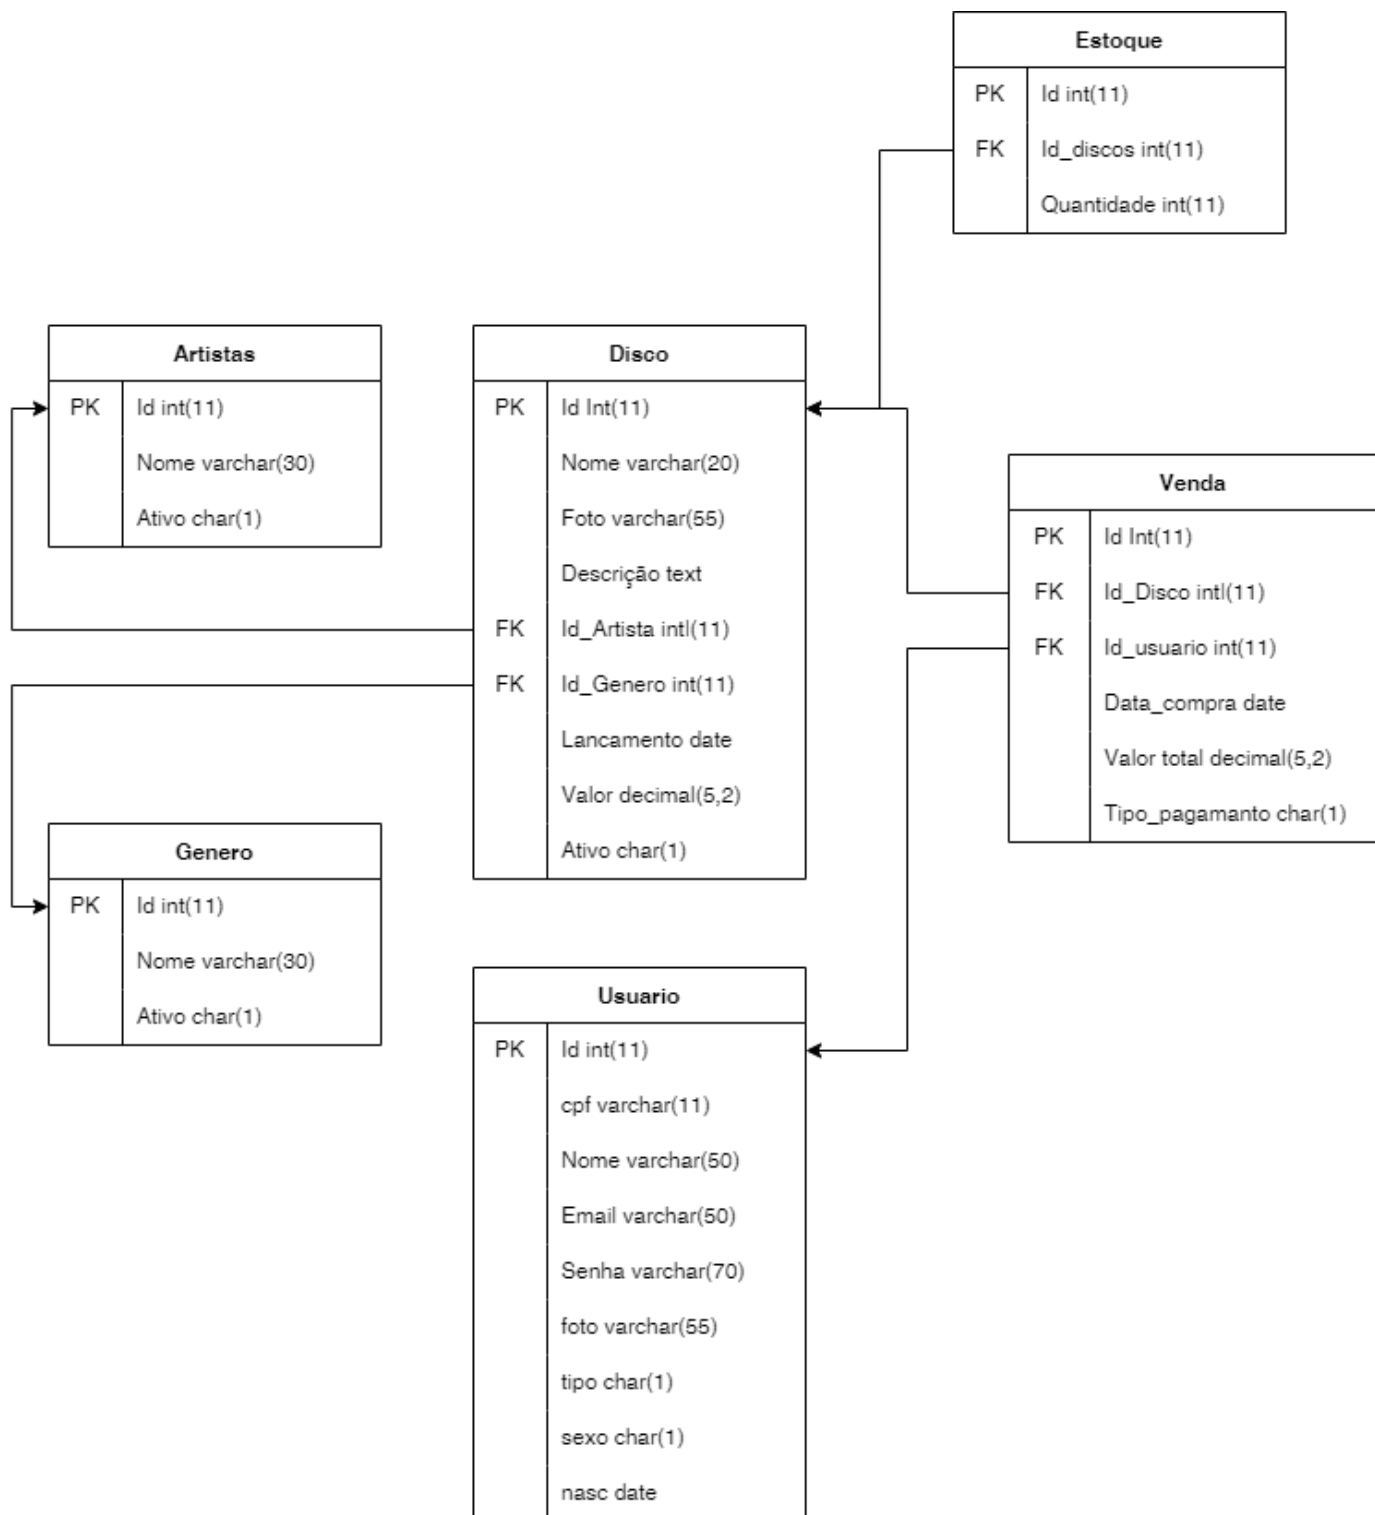 Estoque
PK Id int(11)
FK Id_discos int(11)
Quantidade int(11)
Artistas
PK Id int(11)
Nome varchar(30)
Ativo char(1)
Disco
PK Id Int(11)
Nome varchar(20)
Foto varchar(55)
Descrição text
FK Id_Artista intl(11)
FK Id_Genero int(11)
Lancamento date
Valor decimal(5,2)
Ativo char(1)
Venda
PK Id Int(11)
FK Id_Disco intl(11)
FK Id_usuario int(11)
Data_compra date
Valor total decimal(5,2)
Tipo_pagamanto char(1)
Genero
PK Id int(11)
Nome varchar(30)
Ativo char(1)
Usuario
PK Id int(11)
cpf varchar(11)
Nome varchar(50)
Email varchar(50)
Senha varchar(70)
foto varchar(55)
tipo char(1)
sexo char(1)
nasc date